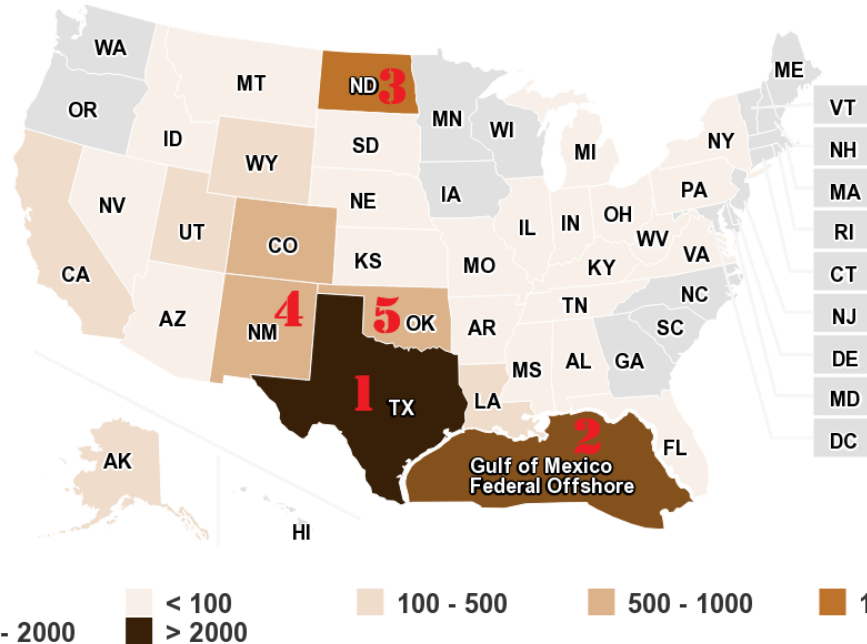 WA
ME
MT
ND 3
VT
OR
MN
ID
SD
WI
NY
NH
WY
MI
MA
NE
IA
PA
NV
RI
UT
CO
IL
IN
OH
WV
VA
CA
KS
MO
KY
CT
NC
AZ
NM 4
5 OK
TN
NJ
AR
SC
MS
AL
GA
DE
1 TX
LA
MD
2
FL
DC
Gulf of Mexico
Federal Offshore
AK
HI
< 100
100 - 500
500 - 1000
1
- 2000
> 2000